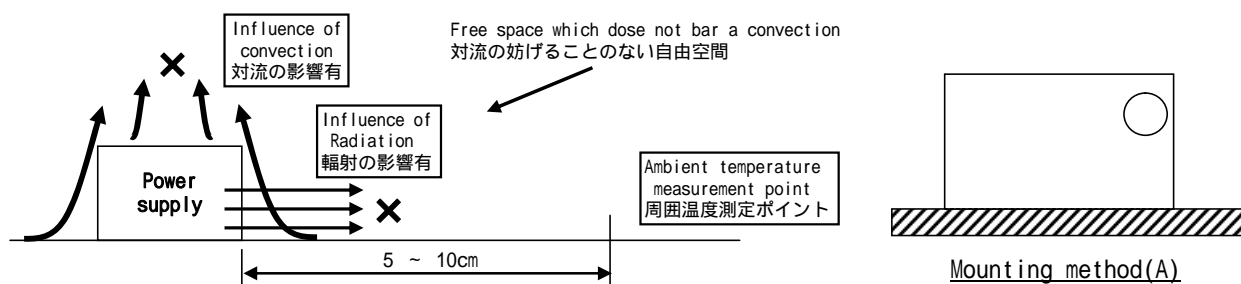 Influence of
convection
対流の影響有
Free space which dose not bar a convection
対流の妨げることのない自由空間
Influence of
Radiation
輻射の影響有
Power
supply
Ambient temperature
measurement point
周囲温度測定ポイント
5 ~ 10cm
Mounting method(A)